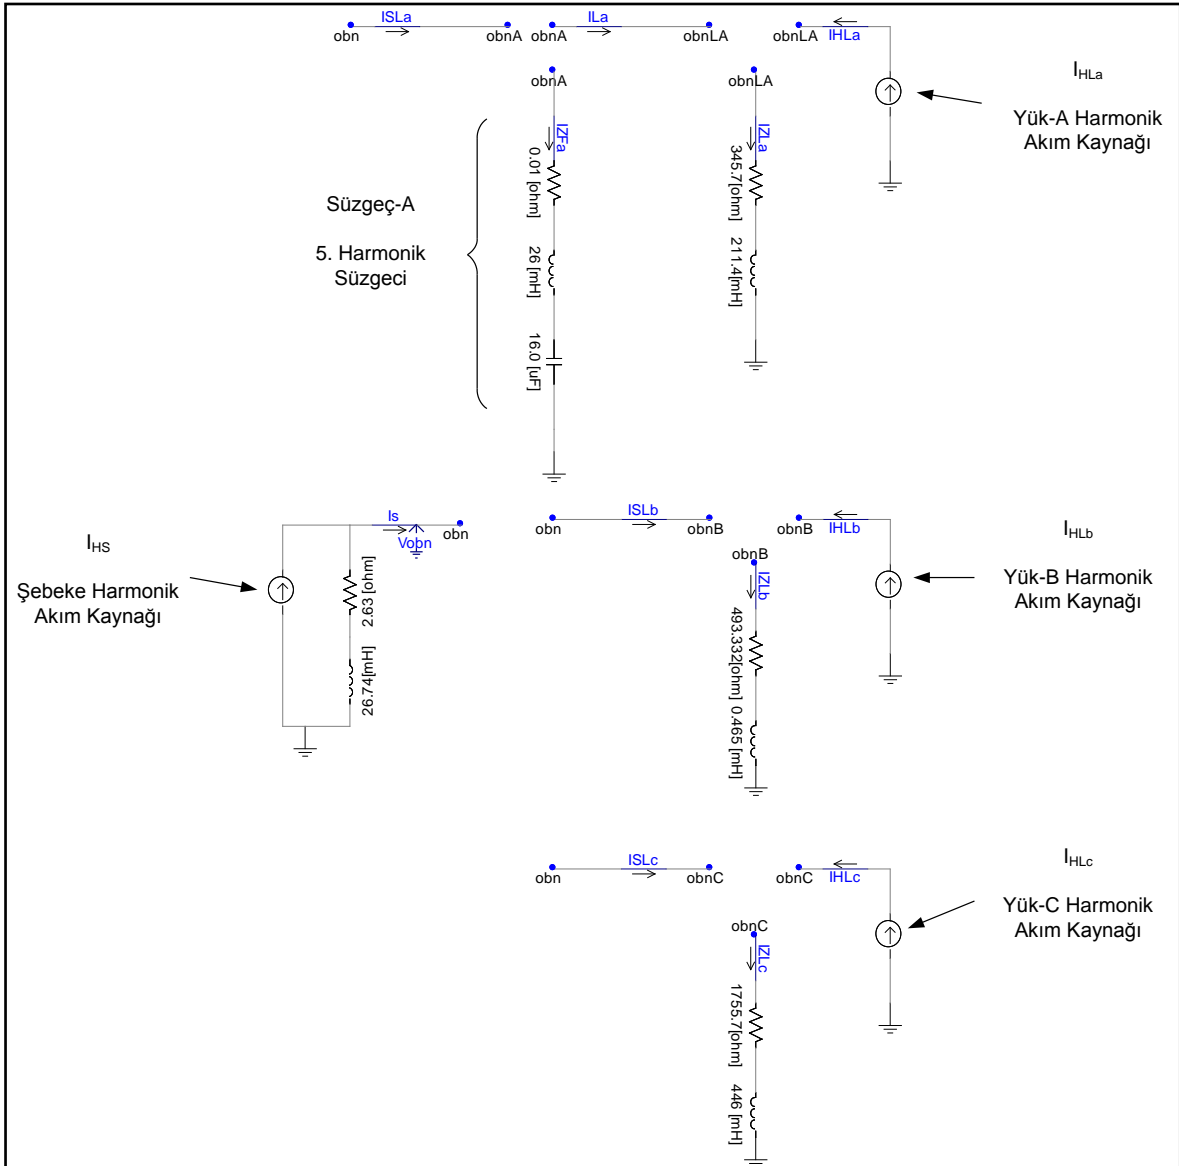 ISLa
obn
obnA
ILa
obnA
obnLA
obnLA
IHLa
obnA
IZFa
0.01 [ohm]
26 [mH]
16.0 [uF]
obnLA
IZLa
345.7[ohm]
211.4[mH]
I_HLa
Yük-A Harmonik
Akım Kaynağı
Süzgeç-A
5. Harmonik
Süzgeci
I_HS
Şebeke Harmonik
Akım Kaynağı
Is
Vobn
obn
2.63 [ohm]
26.74[mH]
obn
ISLb
obnB
obnB
IHLb
obnB
IZLb
493.332[ohm]
0.465 [mH]
I_HLb
Yük-B Harmonik
Akım Kaynağı
obn
ISLc
obnC
obnC
IHLc
obnC
IZLc
1755.7[ohm]
446 [mH]
I_HLc
Yük-C Harmonik
Akım Kaynağı